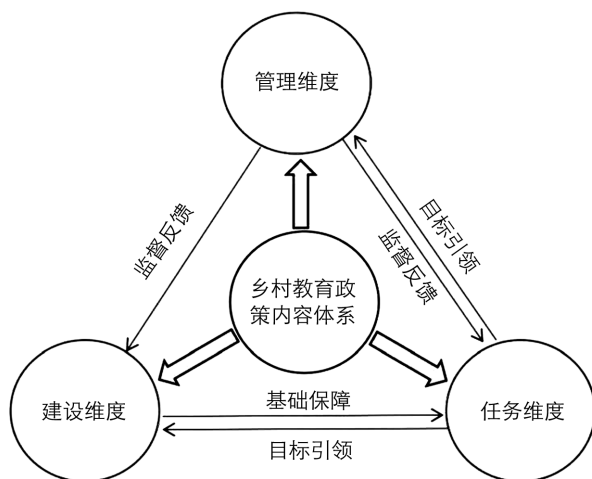 管理维度
监督反馈
目标引领
监督反馈
乡村教育政
策内容体系
建设维度
基础保障
任务维度
目标引领